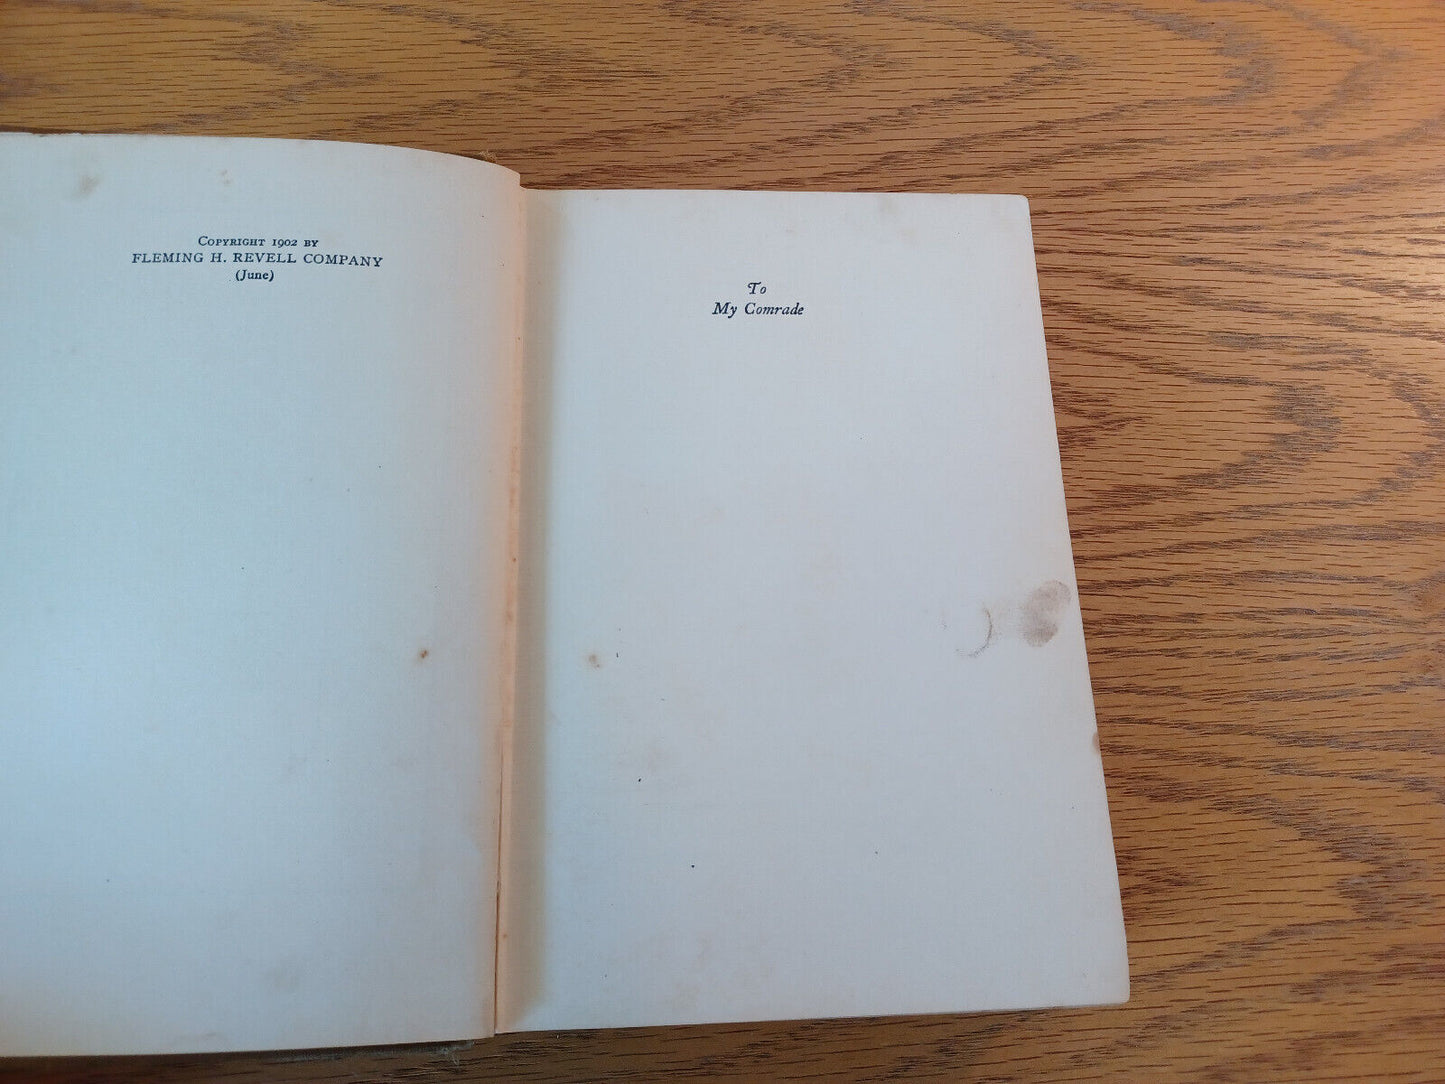 Copyright 1902 by
FLEMING H. REVELL COMPANY
(June)
To
My Comrade